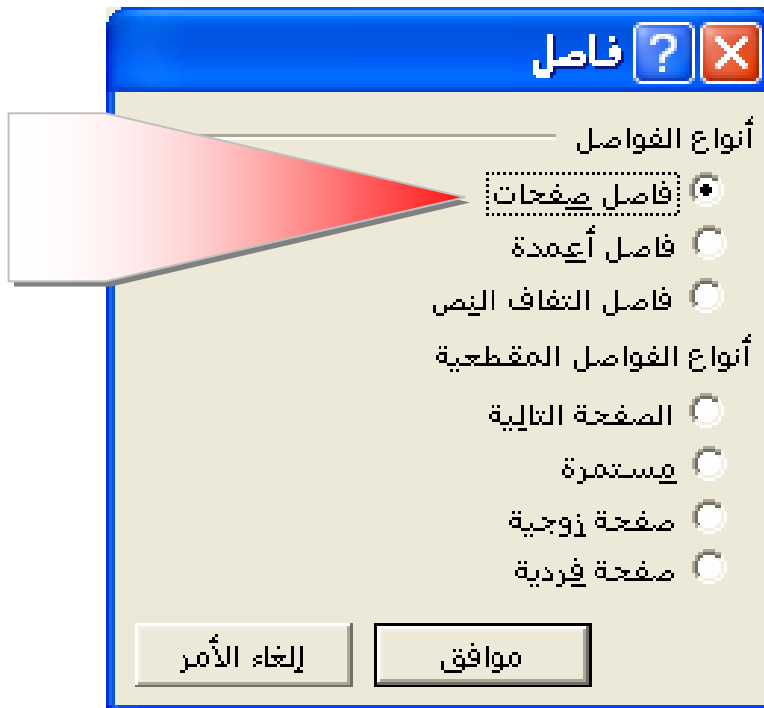 فاصل
أنواع الفواصل
فاصل صفحات
فاصل أعمدة
فاصل التفاف النص
أنواع الفواصل المقطعية
الصفحة التالية
مستمرة
صفحة زوجية
صفحة فردية
موافق
إلغاء الأمر